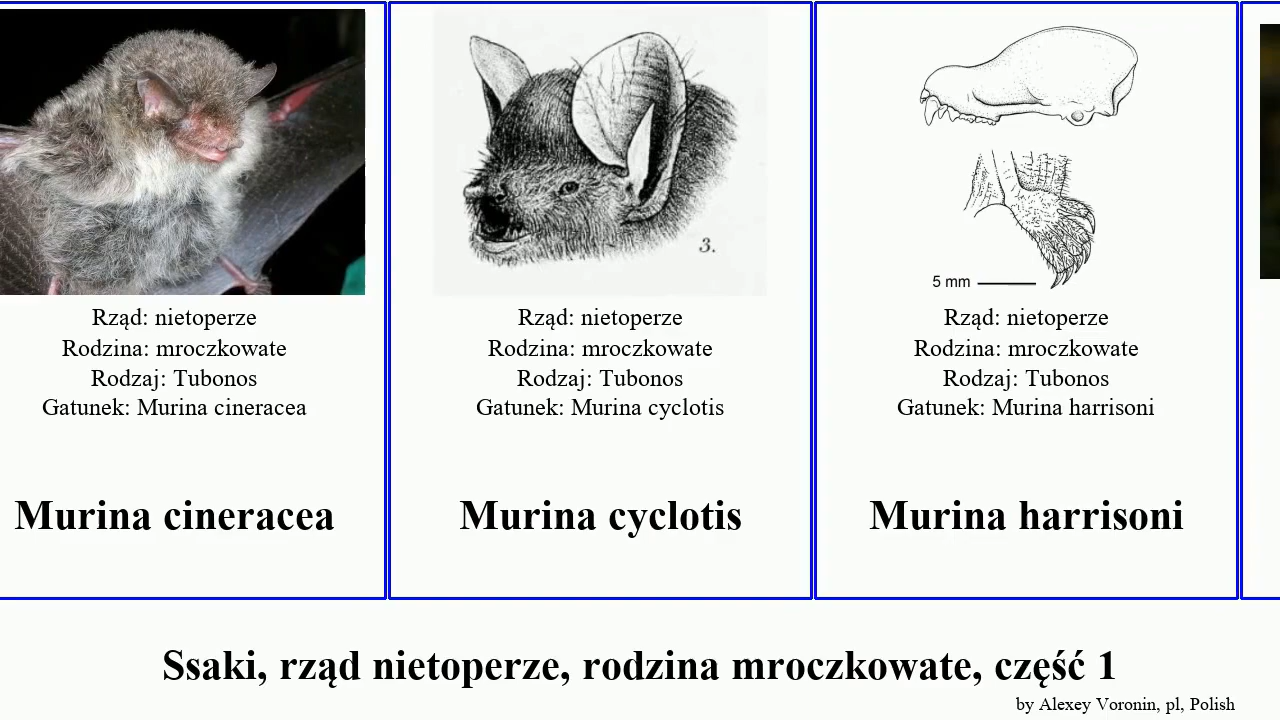 3.
5 mm
Rząd: nietoperze
Rodzina: mroczkowate
Rodzaj: Tubonos
Gatunek: Murina cineracea
Murina cineracea
Rząd: nietoperze
Rodzina: mroczkowate
Rodzaj: Tubonos
Gatunek: Murina cyclotis
Murina cyclotis
Rząd: nietoperze
Rodzina: mroczkowate
Rodzaj: Tubonos
Gatunek: Murina harrisoni
Murina harrisoni
Ssaki, rząd nietoperze, rodzina mroczkowate, część 1
by Alexey Voronin, pl, Polish